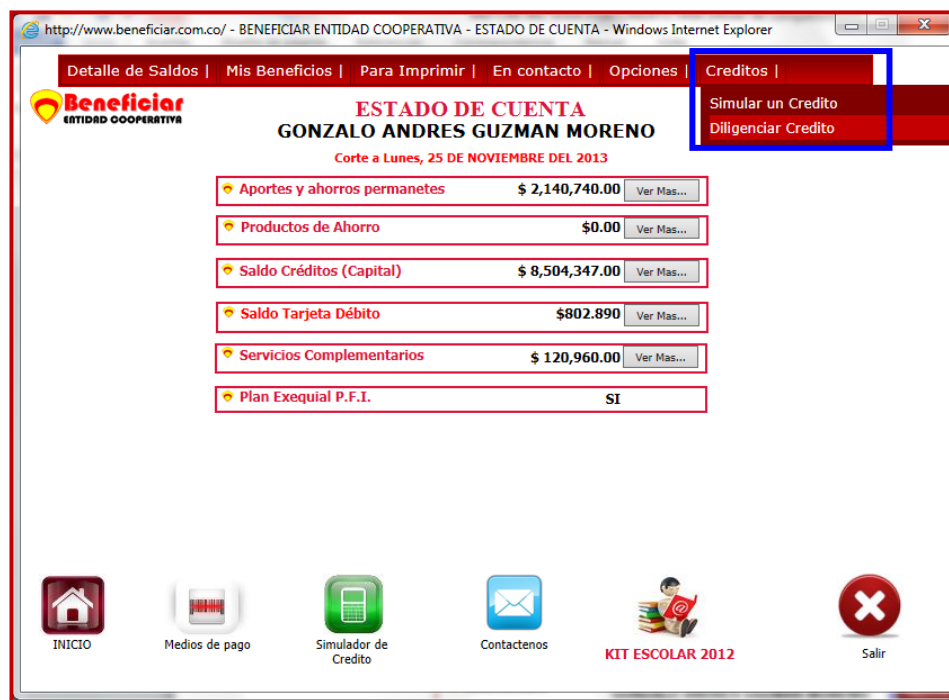 http://www.beneficiar.com.co/ - BENEFICIAR ENTIDAD COOPERATIVA - ESTADO DE CUENTA - Windows Internet Explorer
Detalle de Saldos | Mis Beneficios | Para Imprimir | En contacto | Opciones | Creditos |
Simular un Credito
Diligenciar Credito
Beneficiar
ENTIDAD COOPERATIVA
ESTADO DE CUENTA
GONZALO ANDRES GUZMAN MORENO
Corte a Lunes, 25 DE NOVIEMBRE DEL 2013
Aportes y ahorros permanetes $ 2,140,740.00 Ver Mas...
Productos de Ahorro $0.00 Ver Mas...
Saldo Créditos (Capital) $ 8,504,347.00 Ver Mas...
Saldo Tarjeta Débito $802.890 Ver Mas...
Servicios Complementarios $ 120,960.00 Ver Mas...
Plan Exequial P.F.I. SI
INICIO
Medios de pago
Simulador de
Credito
Contactenos
KIT ESCOLAR 2012
Salir